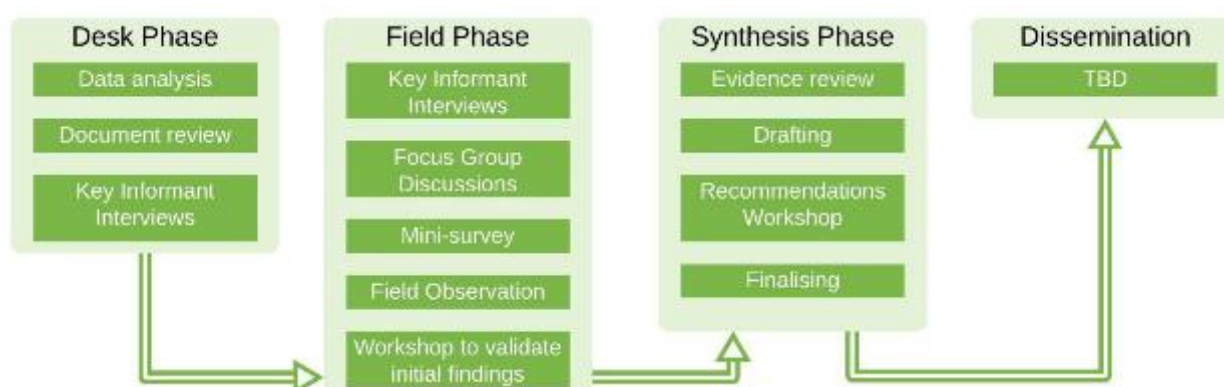 Desk Phase
Data analysis
Document review
Key Informant
Interviews
Field Phase
Key Informant
Interviews
Focus Group
Discussions
Mini-survey
Field Observation
Workshop to validate
initial findings
Synthesis Phase
Evidence review
Drafting
Recommendations
Workshop
Finalising
Dissemination
TBD